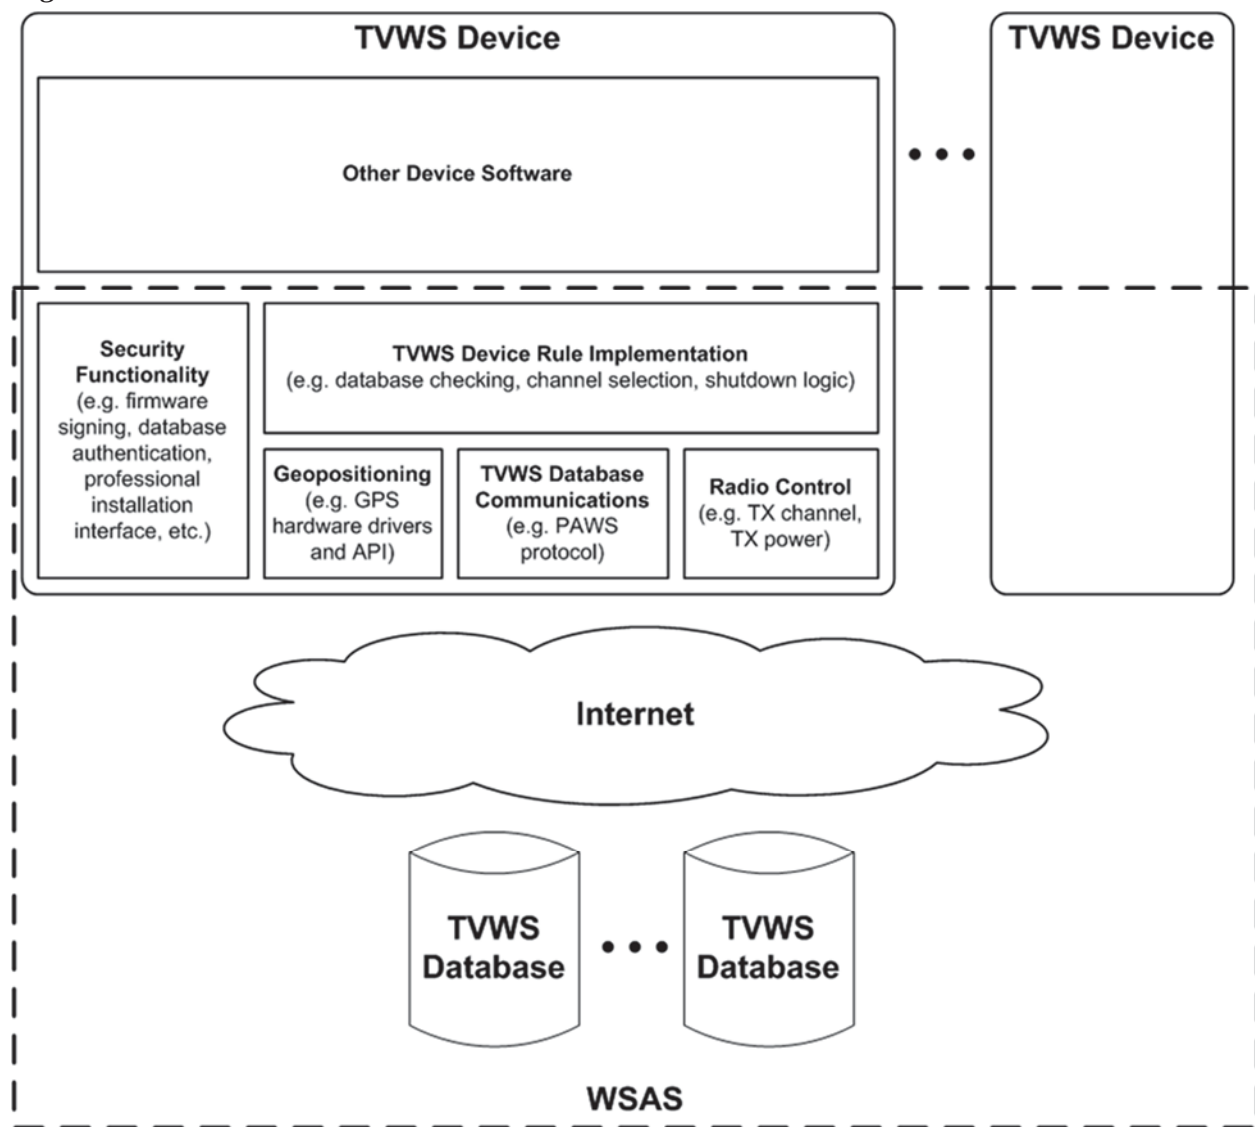 TVWS Device
TVWS Device
Other Device Software
Security
Functionality
(e.g. firmware
signing, database
authentication,
professional
installation
interface, etc.)
TVWS Device Rule Implementation
(e.g. database checking, channel selection, shutdown logic)
Geopositioning
(e.g. GPS
hardware drivers
and API)
TVWS Database
Communications
(e.g. PAWS
protocol)
Radio Control
(e.g. TX channel,
TX power)
Internet
TVWS
Database
TVWS
Database
WSAS